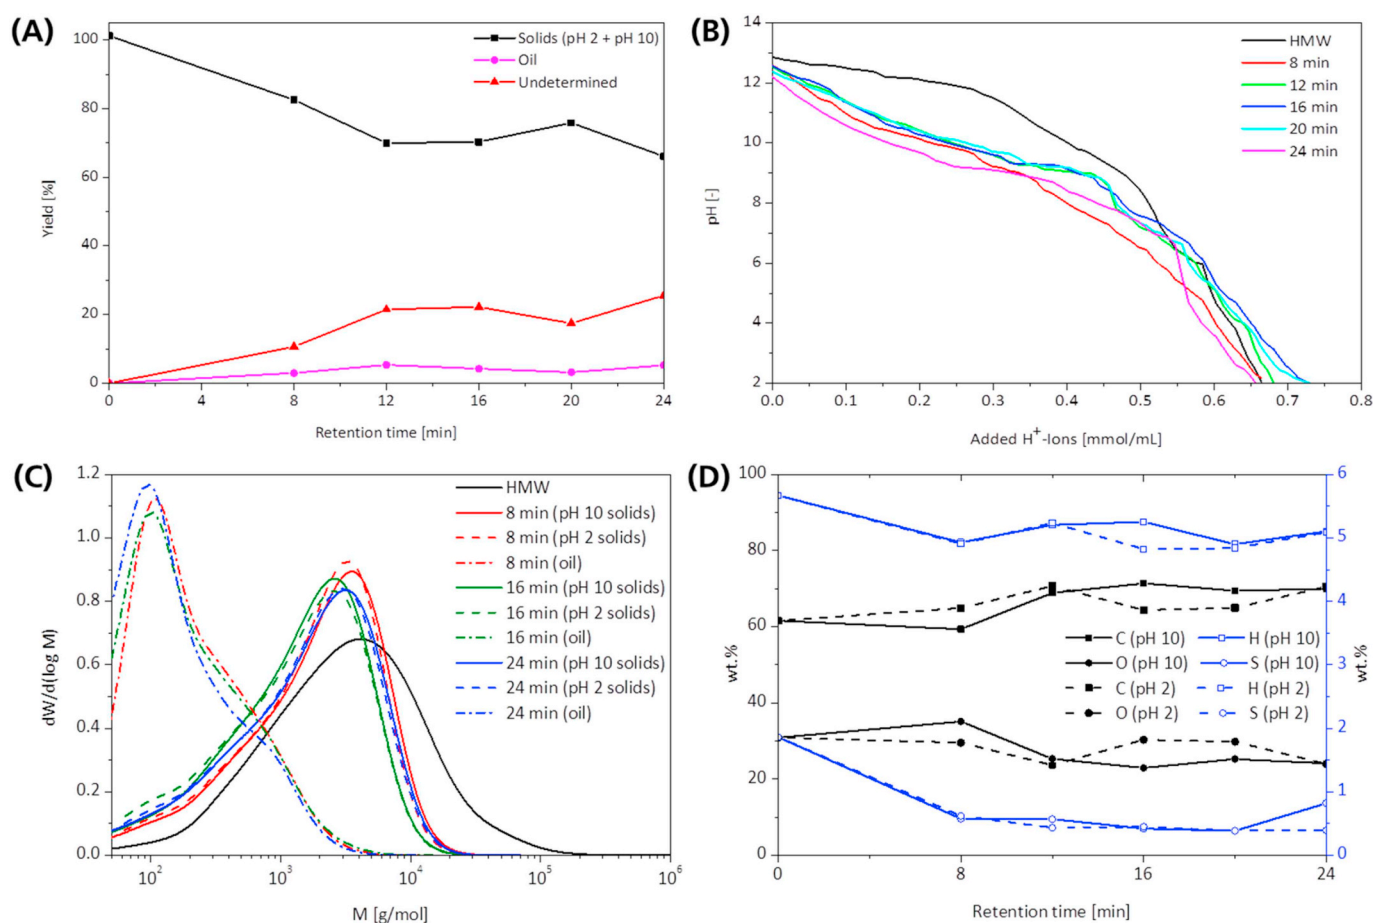 (A)
Solids (pH 2 + pH 10)
Oil
Undetermined
100
80
60
40
20
0
Yield [%]
0 4 8 12 16 20 24
Retention time [min]
(B)
HMW
8 min
12 min
16 min
20 min
24 min
14
12
10
8
6
4
2
pH [-]
0.0 0.1 0.2 0.3 0.4 0.5 0.6 0.7 0.8
Added H⁺-Ions [mmol/mL]
(C)
HMW
8 min (pH 10 solids)
8 min (pH 2 solids)
8 min (oil)
16 min (pH 10 solids)
16 min (pH 2 solids)
16 min (oil)
24 min (pH 10 solids)
24 min (pH 2 solids)
24 min (oil)
1.2
1.0
0.8
0.6
0.4
0.2
0.0
dW/d(log M)
10² 10³ 10⁴ 10⁵ 10⁶
M [g/mol]
(D)
100
80
60
40
20
0
wt.%
C (pH 10) H (pH 10)
O (pH 10) S (pH 10)
C (pH 2) H (pH 2)
O (pH 2) S (pH 2)
6
5
4
3
2
1
0
wt.%
0 8 12 16 20 24
Retention time [min]